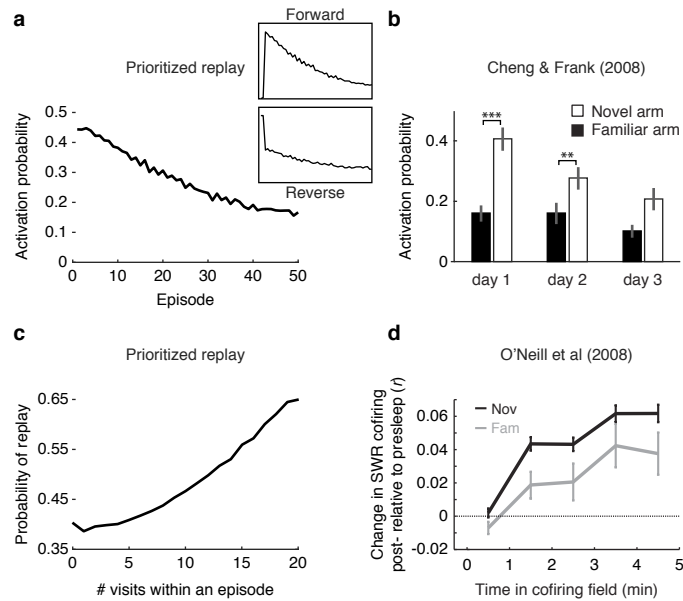 a
Forward
Prioritized replay
Activation probability
0.5
0.4
0.3
0.2
0.1
0
0 10 20 30 40 50
Episode
Reverse
b
Cheng & Frank (2008)
Activation probability
0.4
0.2
0
***
**
Novel arm
Familiar arm
day 1 day 2 day 3
c
Prioritized replay
Probability of replay
0.65
0.55
0.45
0.35
0 5 10 15 20
# visits within an episode
d
O'Neill et al (2008)
Change in SWR cofiring
post- relative to presleep (r)
0.06
0.04
0.02
0
-0.02
Nov
Fam
0 1 2 3 4 5
Time in cofiring field (min)